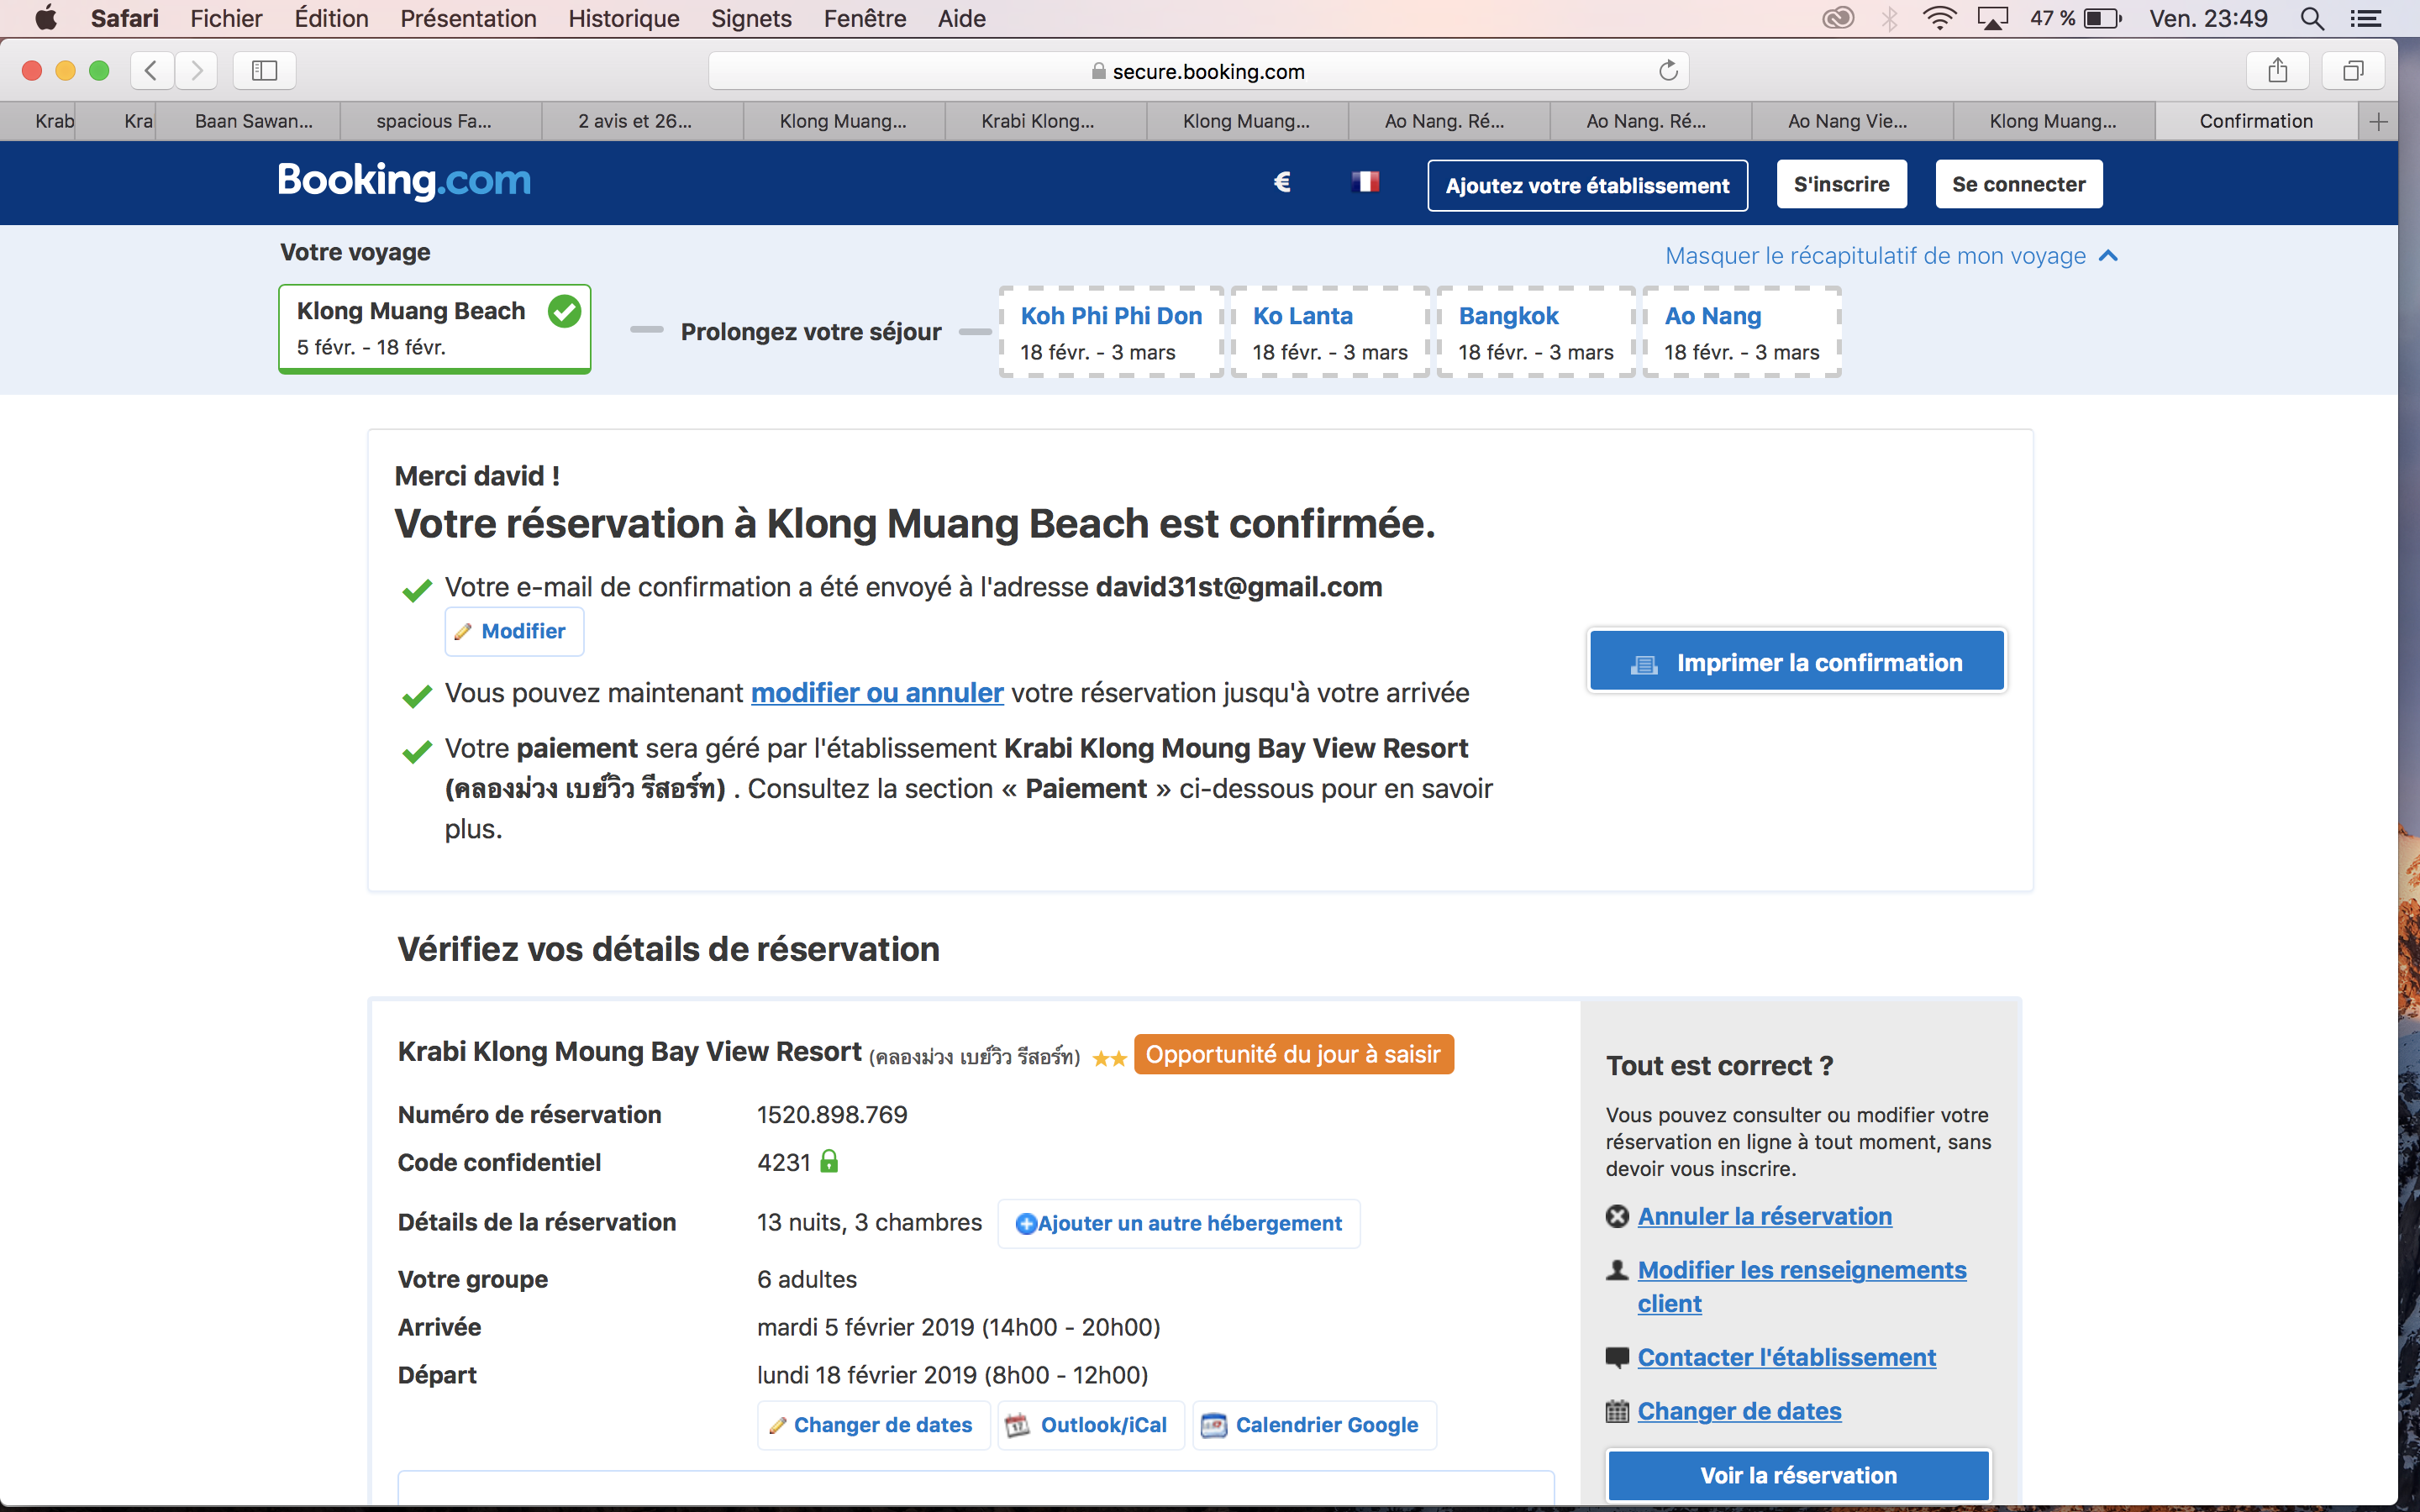 Safari Fichier Édition Présentation Historique Signets Fenêtre Aide 47 % Ven. 23:49
secure.booking.com
Krab Kra Baan Sawan... spacious Fa... 2 avis et 26... Klong Muang... Krabi Klong... Klong Muang... Ao Nang. Ré... Ao Nang. Ré... Ao Nang Vie... Klong Muang... Confirmation
Booking.com € Ajoutez votre établissement S'inscrire Se connecter
Votre voyage Masquer le récapitulatif de mon voyage
Klong Muang Beach
5 févr. - 18 févr.
Prolongez votre séjour
Koh Phi Phi Don
18 févr. - 3 mars
Ko Lanta
18 févr. - 3 mars
Bangkok
18 févr. - 3 mars
Ao Nang
18 févr. - 3 mars
Merci david !
Votre réservation à Klong Muang Beach est confirmée.
Votre e-mail de confirmation a été envoyé à l'adresse david31st@gmail.com
Modifier
Vous pouvez maintenant modifier ou annuler votre réservation jusqu'à votre arrivée
Votre paiement sera géré par l'établissement Krabi Klong Moung Bay View Resort
(คลองม่วง เบย์วิว รีสอร์ท) . Consultez la section « Paiement » ci-dessous pour en savoir
plus.
Imprimer la confirmation
Vérifiez vos détails de réservation
Krabi Klong Moung Bay View Resort (คลองม่วง เบย์วิว รีสอร์ท) Opportunité du jour à saisir
Numéro de réservation 1520.898.769
Code confidentiel 4231
Détails de la réservation 13 nuits, 3 chambres Ajouter un autre hébergement
Votre groupe 6 adultes
Arrivée mardi 5 février 2019 (14h00 - 20h00)
Départ lundi 18 février 2019 (8h00 - 12h00)
Changer de dates Outlook/iCal Calendrier Google
Tout est correct ?
Vous pouvez consulter ou modifier votre
réservation en ligne à tout moment, sans
devoir vous inscrire.
Annuler la réservation
Modifier les renseignements
client
Contacter l'établissement
Changer de dates
Voir la réservation